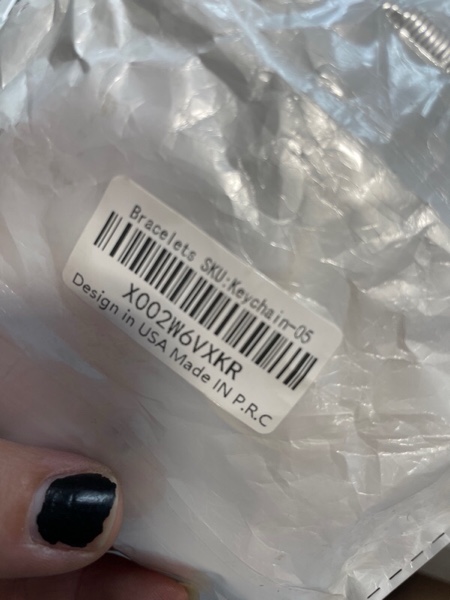 Bracelets SKU:Keychain-05
X002W6VXKR
Design in USA Made IN P.R.C